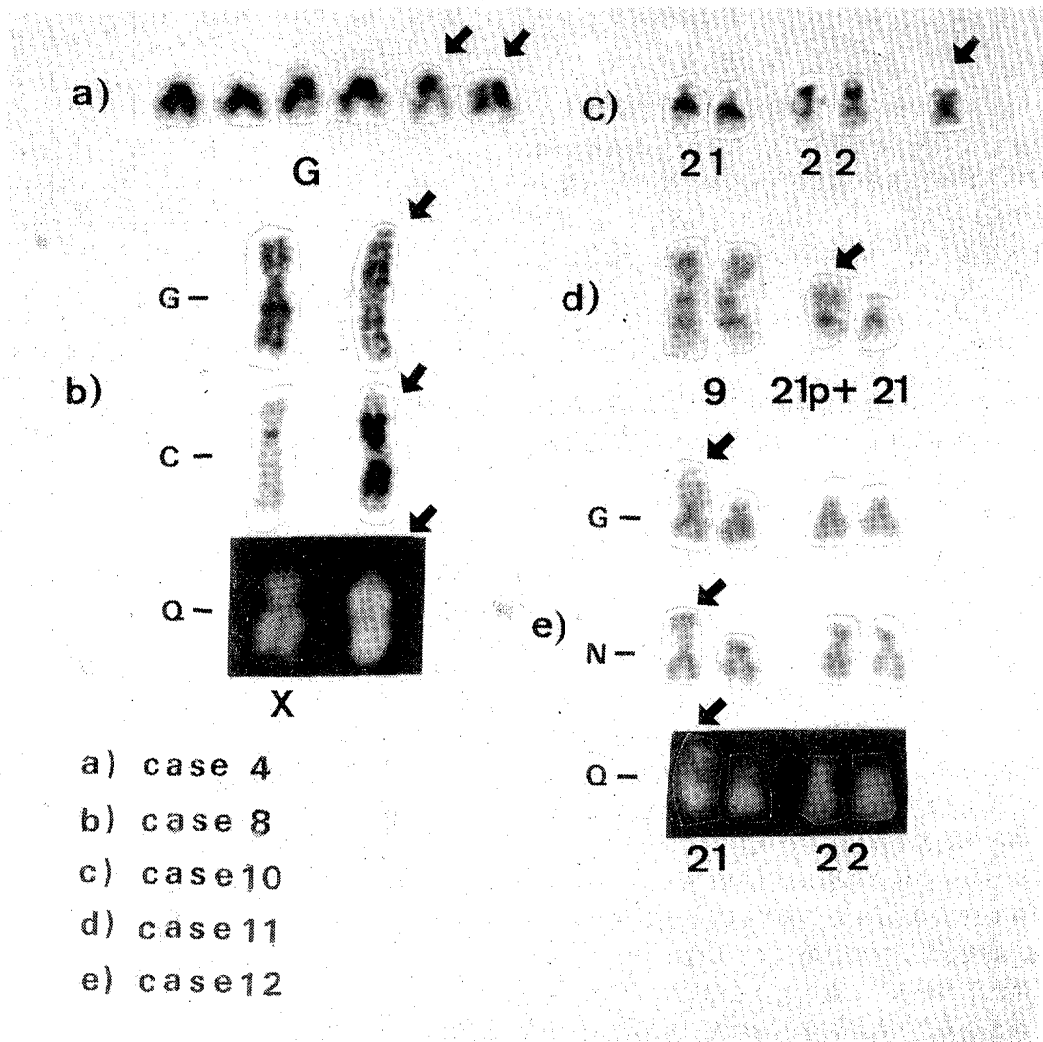 a)
G
G –
b)
C –
Q –
X
c)
21 22
d)
9 21p+ 21
G –
e)
N –
Q –
21 22
a) case 4
b) case 8
c) case 10
d) case 11
e) case 12